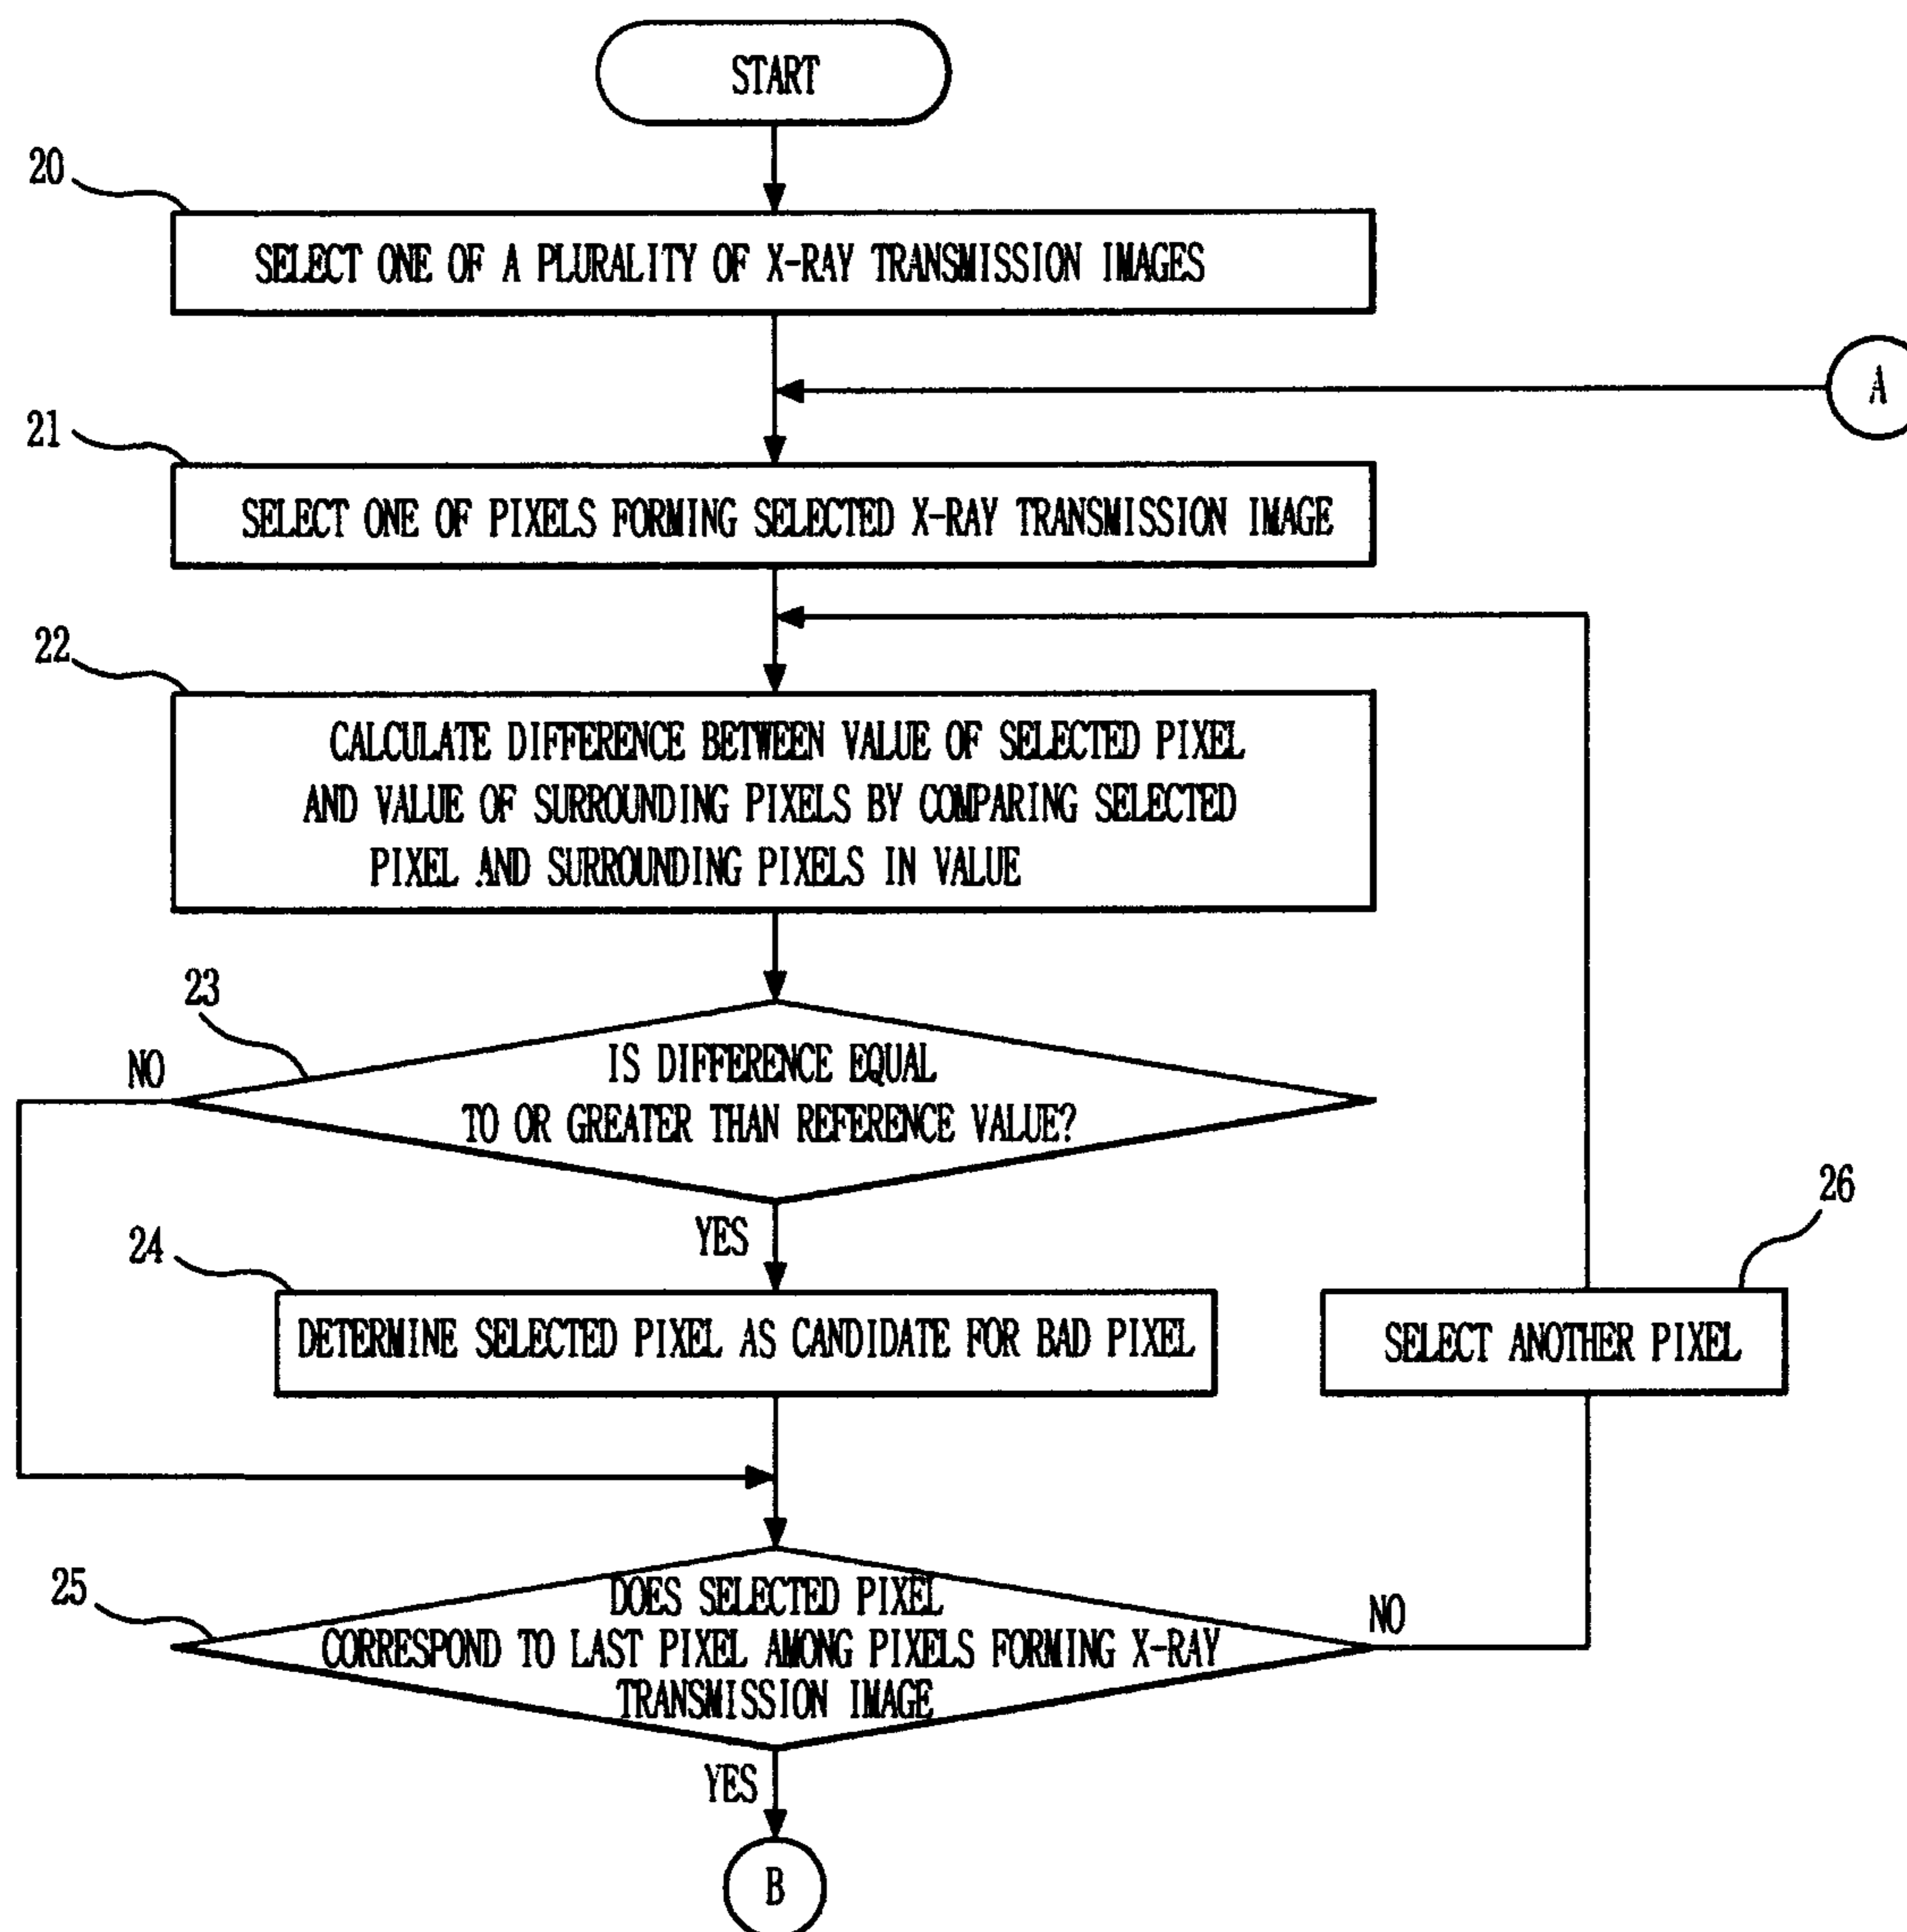 START
20
SELECT ONE OF A PLURALITY OF X-RAY TRANSMISSION IMAGES
A
21
SELECT ONE OF PIXELS FORMING SELECTED X-RAY TRANSMISSION IMAGE
22
CALCULATE DIFFERENCE BETWEEN VALUE OF SELECTED PIXEL
AND VALUE OF SURROUNDING PIXELS BY COMPARING SELECTED
PIXEL AND SURROUNDING PIXELS IN VALUE
23
NO
IS DIFFERENCE EQUAL
TO OR GREATER THAN REFERENCE VALUE?
YES
24
DETERMINE SELECTED PIXEL AS CANDIDATE FOR BAD PIXEL
26
SELECT ANOTHER PIXEL
25
DOES SELECTED PIXEL
CORRESPOND TO LAST PIXEL AMONG PIXELS FORMING X-RAY
TRANSMISSION IMAGE
NO
YES
B